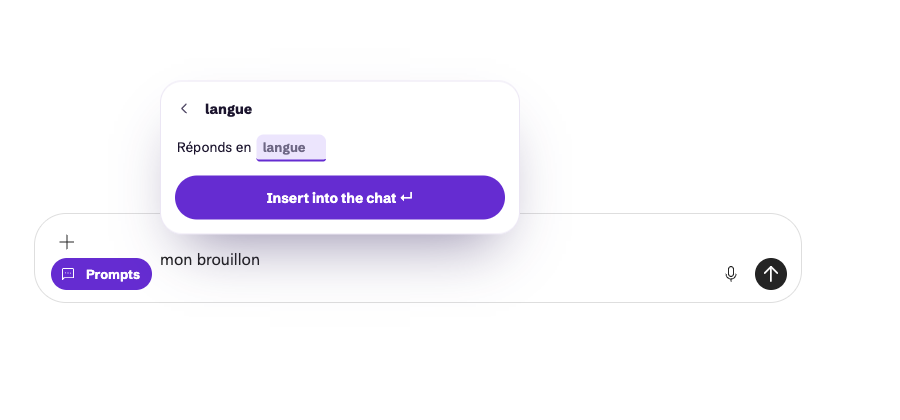 langue
Réponds en langue
Insert into the chat ↵
mon brouillon
Prompts